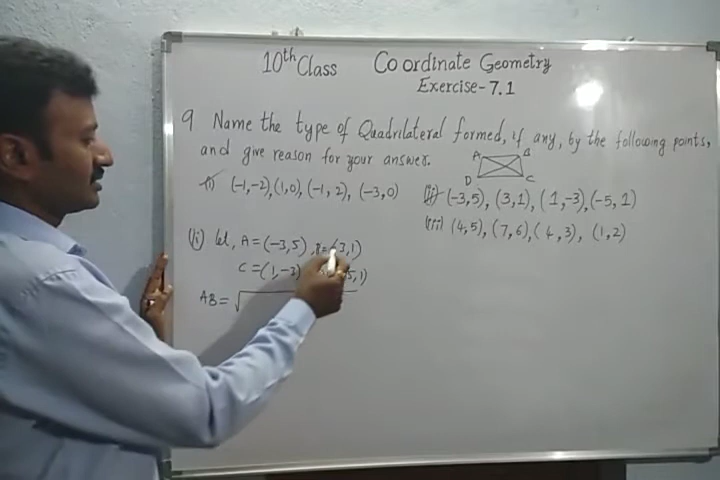 10th Class Coordinate Geometry
Exercise-7.1
9 Name the type of Quadrilateral formed, if any, by the following points,
and give reason for your answer.
A B
D C
(i) (-1,-2),(1,0),(-1,2),(-3,0)
(ii) (-3,5),(3,1),(1,-3),(-5,1)
(iii) (4,5),(7,6),(4,3),(1,2)
let, A=(-3,5), B=(3,1)
C=(1,-3) 5,1)
AB=√